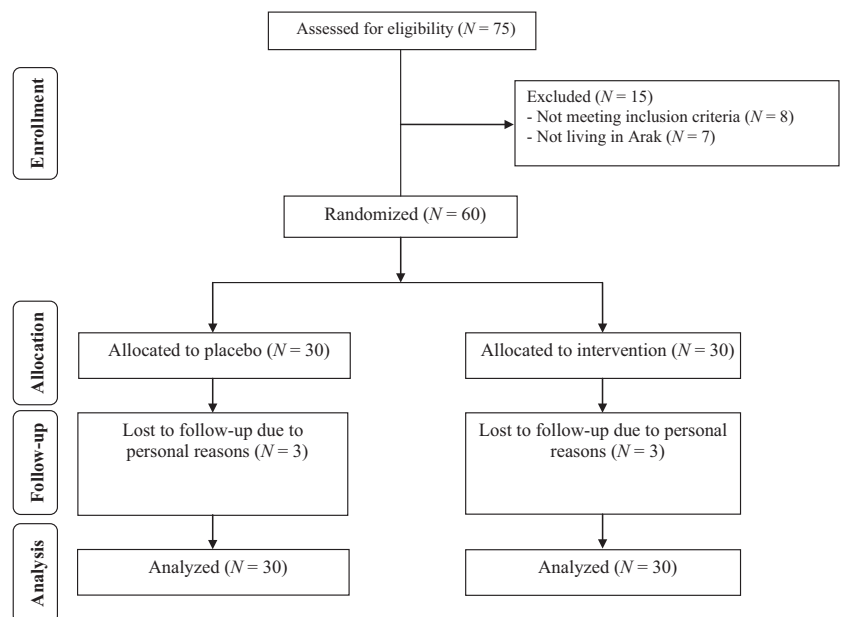 Assessed for eligibility (N = 75)
Enrollment
Excluded (N = 15)
- Not meeting inclusion criteria (N = 8)
- Not living in Arak (N = 7)
Randomized (N = 60)
Allocation
Allocated to placebo (N = 30)
Allocated to intervention (N = 30)
Follow-up
Lost to follow-up due to
personal reasons (N = 3)
Lost to follow-up due to personal
reasons (N = 3)
Analysis
Analyzed (N = 30)
Analyzed (N = 30)